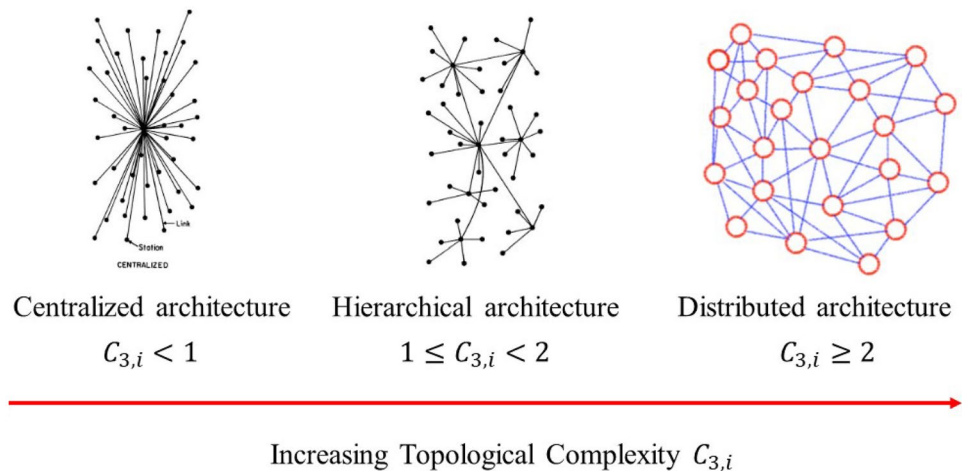 Link
Station
CENTRALIZED
Centralized architecture Hierarchical architecture Distributed architecture
C₃,ᵢ < 1 1 ≤ C₃,ᵢ < 2 C₃,ᵢ ≥ 2
Increasing Topological Complexity C₃,ᵢ